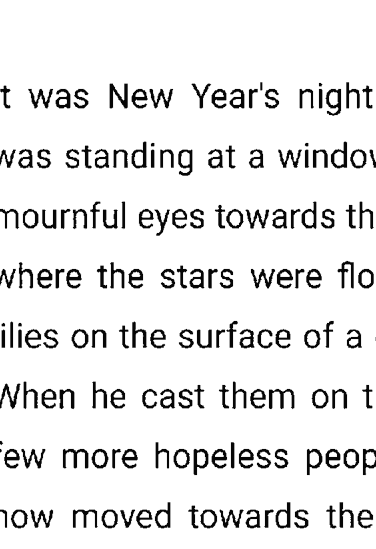 t was New Year's night
was standing at a window
mournful eyes towards th
where the stars were flo
ilies on the surface of a
When he cast them on t
few more hopeless peop
now moved towards the